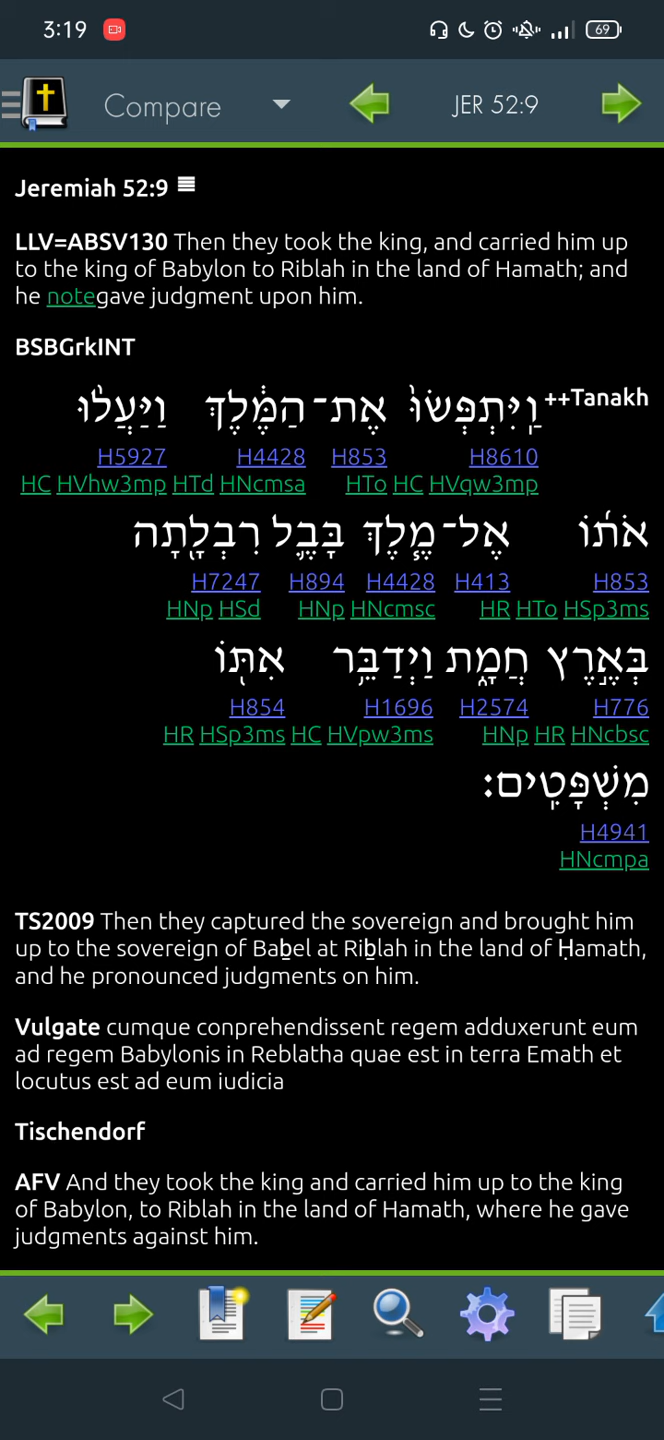 3:19
69
Compare
JER 52:9
Jeremiah 52:9
LLV=ABSV130 Then they took the king, and carried him up
to the king of Babylon to Riblah in the land of Hamath; and
he notegave judgment upon him.
BSBGrkINT
++Tanakh וַֽיִּתְפְּשׂוּ֙ אֶת־הַמֶּ֔לֶךְ וַיַּעֲל֨וּ
H5927 H4428 H853 H8610
HC HVhw3mp HTd HNcmsa HTo HC HVqw3mp
אֹת֜וֹ אֶל־מֶ֧לֶךְ בָּבֶ֛ל רִבְלָ֖תָה
H7247 H894 H4428 H413 H853
HNp HSd HNp HNcmsc HR HTo HSp3ms
בְּאֶ֣רֶץ חֲמָ֑ת וַיְדַבֵּ֥ר אִתּ֖וֹ
H854 H1696 H2574 H776
HR HSp3ms HC HVpw3ms HNp HR HNcbsc
מִשְׁפָּטִֽים׃
H4941
HNcmpa
TS2009 Then they captured the sovereign and brought him
up to the sovereign of Baḇel at Riḇlah in the land of Ḥamath,
and he pronounced judgments on him.
Vulgate cumque conprehendissent regem adduxerunt eum
ad regem Babylonis in Reblatha quae est in terra Emath et
locutus est ad eum iudicia
Tischendorf
AFV And they took the king and carried him up to the king
of Babylon, to Riblah in the land of Hamath, where he gave
judgments against him.